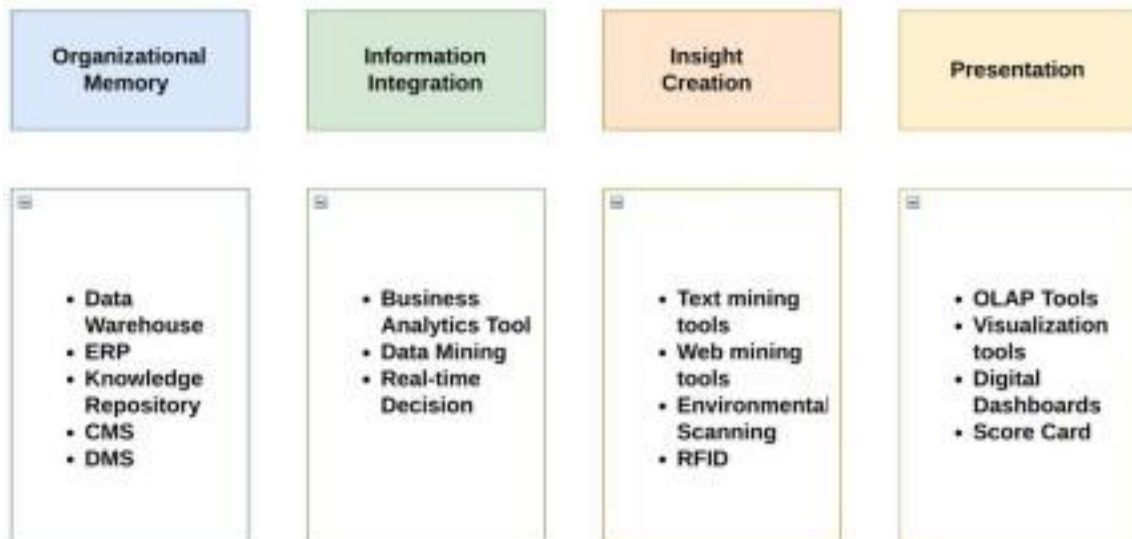 Organizational
Memory
Information
Integration
Insight
Creation
Presentation
• Data
Warehouse
• ERP
• Knowledge
Repository
• CMS
• DMS
• Business
Analytics Tool
• Data Mining
• Real-time
Decision
• Text mining
tools
• Web mining
tools
• Environmental
Scanning
• RFID
• OLAP Tools
• Visualization
tools
• Digital
Dashboards
• Score Card